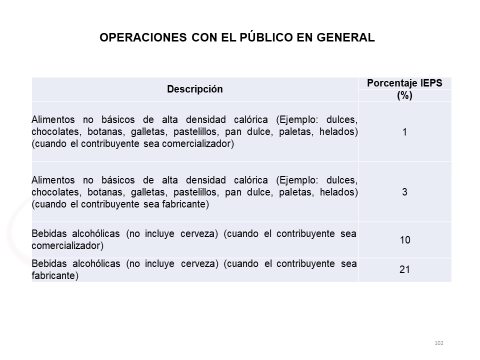 OPERACIONES CON EL PÚBLICO EN GENERAL
Descripción
Porcentaje IEPS
(%)
Alimentos no básicos de alta densidad calórica (Ejemplo: dulces,
chocolates, botanas, galletas, pastelillos, pan dulce, paletas, helados)
(cuando el contribuyente sea comercializador)
1
Alimentos no básicos de alta densidad calórica (Ejemplo: dulces,
chocolates, botanas, galletas, pastelillos, pan dulce, paletas, helados)
(cuando el contribuyente sea fabricante)
3
Bebidas alcohólicas (no incluye cerveza) (cuando el contribuyente sea
comercializador)
10
Bebidas alcohólicas (no incluye cerveza) (cuando el contribuyente sea
fabricante)
21